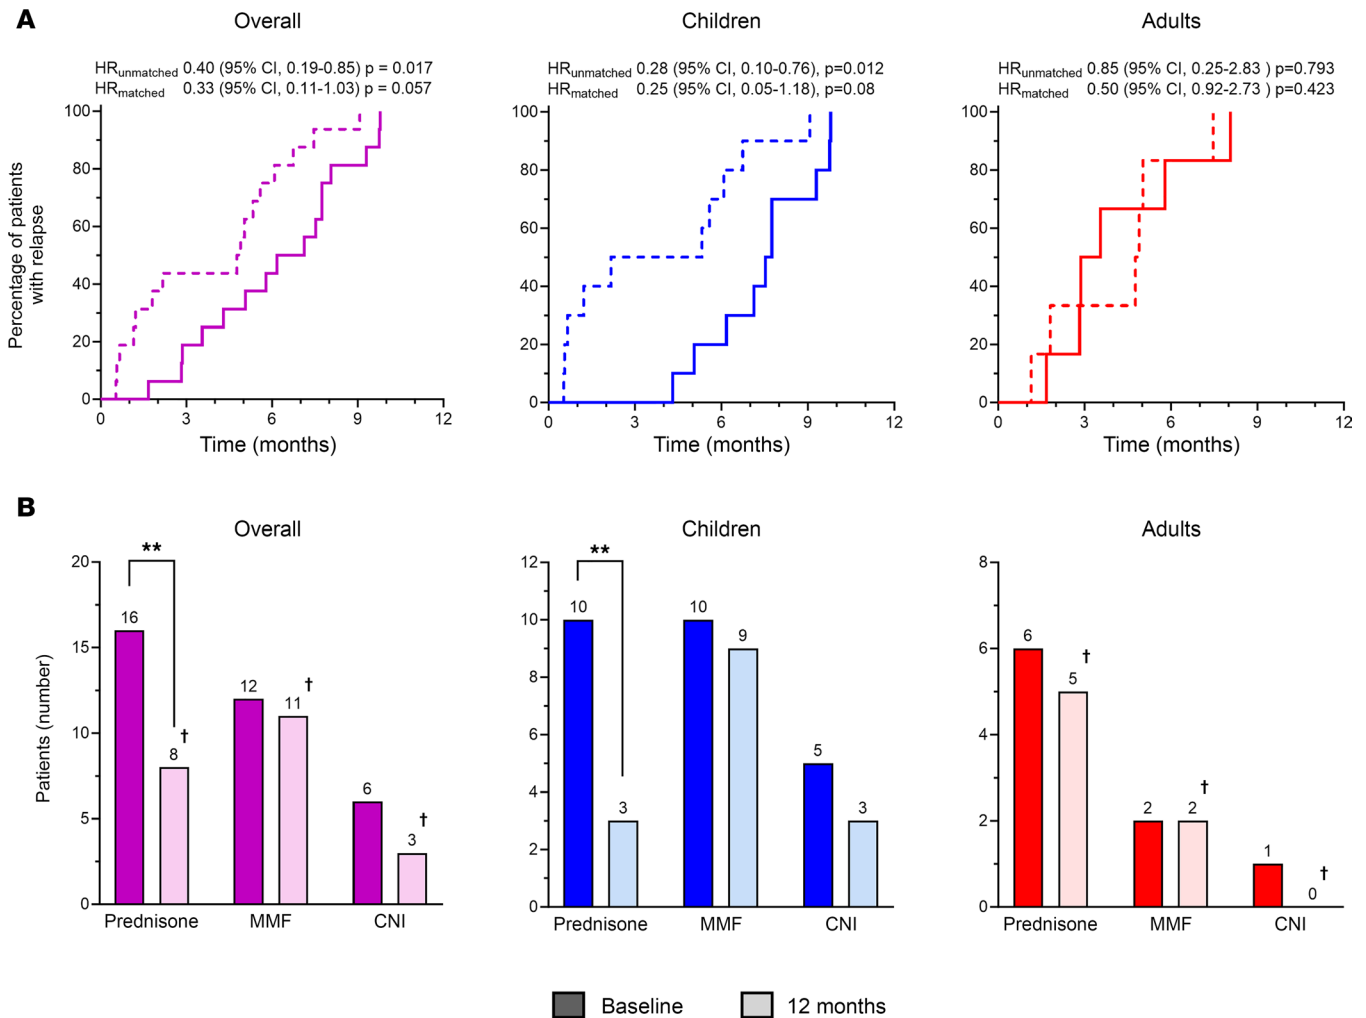 A
Overall
HRunmatched 0.40 (95% CI, 0.19-0.85) p = 0.017
HRmatched 0.33 (95% CI, 0.11-1.03) p = 0.057
Percentage of patients
with relapse
100
80
60
40
20
0
0 3 6 9 12
Time (months)
Children
HRunmatched 0.28 (95% CI, 0.10-0.76), p=0.012
HRmatched 0.25 (95% CI, 0.05-1.18), p=0.08
100
80
60
40
20
0
0 3 6 9 12
Time (months)
Adults
HRunmatched 0.85 (95% CI, 0.25-2.83 ) p=0.793
HRmatched 0.50 (95% CI, 0.92-2.73 ) p=0.423
100
80
60
40
20
0
0 3 6 9 12
Time (months)
B
Overall
Patients (number)
20
15
10
5
0
**
16
8 †
12
11 †
6
3 †
Prednisone MMF CNI
Children
12
10
8
6
4
2
0
**
10
3
10
9
5
3
Prednisone MMF CNI
Adults
8
6
4
2
0
6
5 †
2
2 †
1
0 †
Prednisone MMF CNI
Baseline 12 months